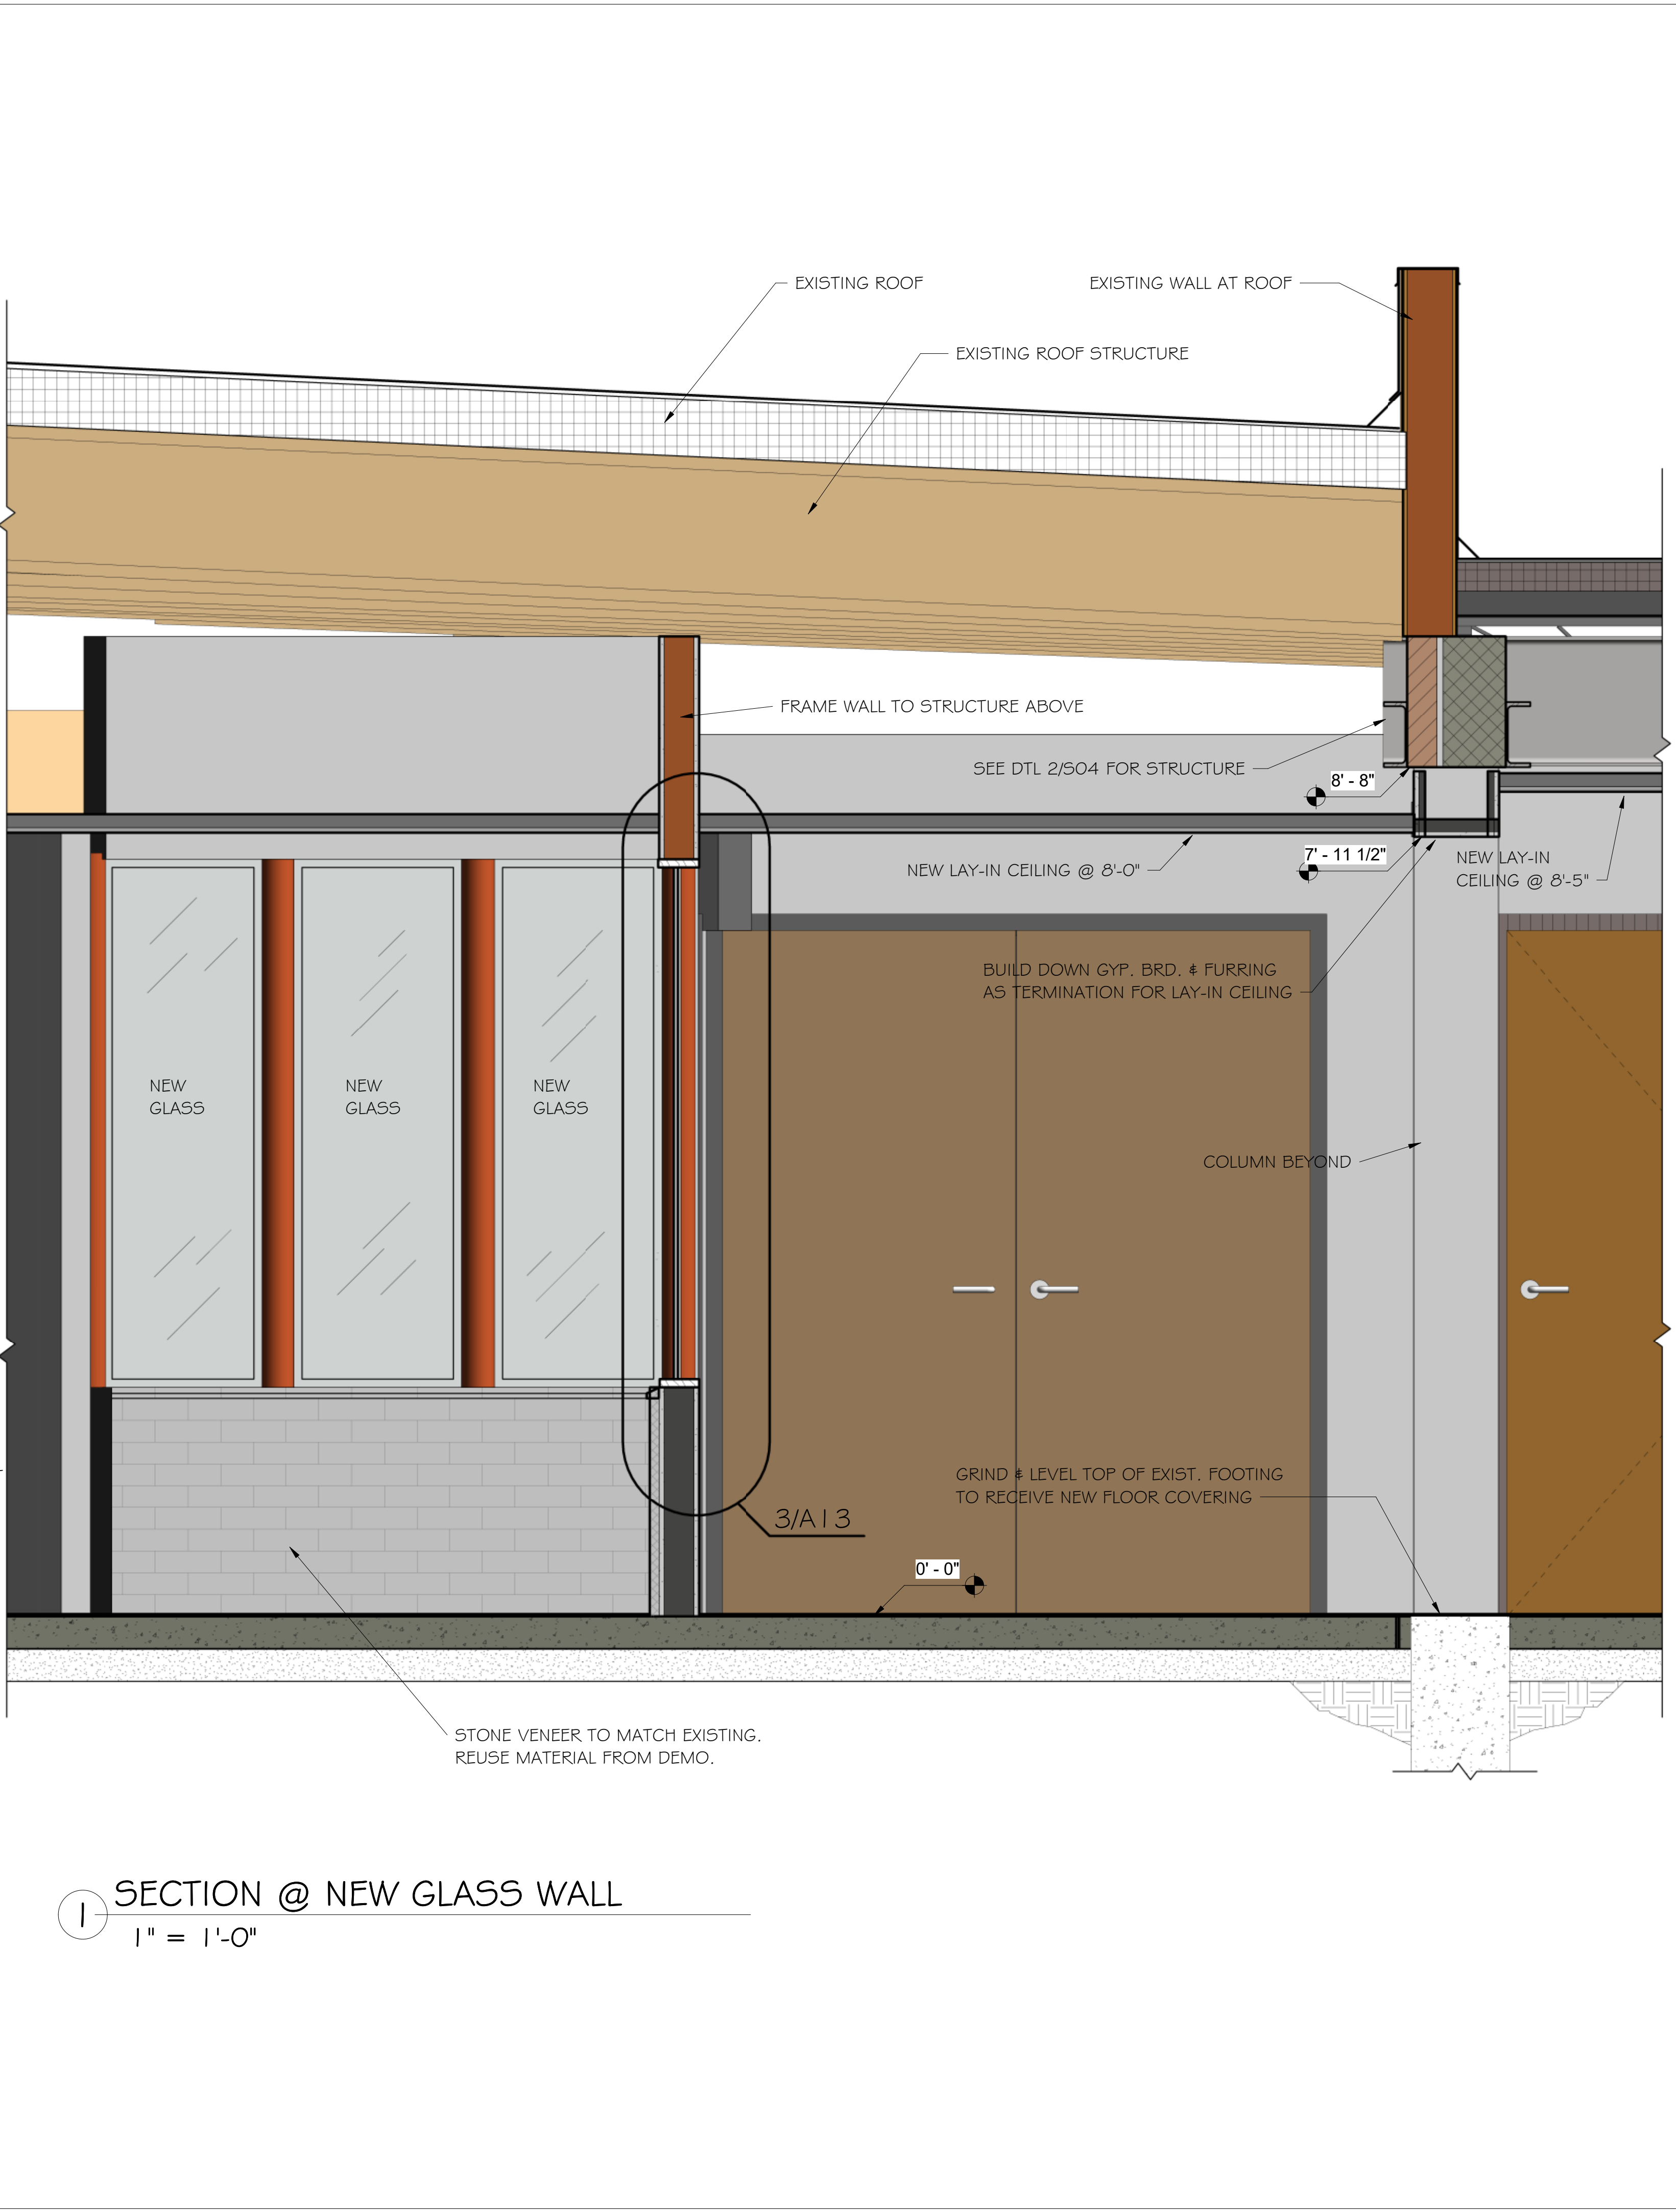 EXISTING ROOF
EXISTING WALL AT ROOF
EXISTING ROOF STRUCTURE
FRAME WALL TO STRUCTURE ABOVE
SEE DTL 2/S04 FOR STRUCTURE
8' - 8"
7' - 11 1/2"
NEW LAY-IN CEILING @ 8'-0"
NEW LAY-IN
CEILING @ 8'-5"
BUILD DOWN GYP. BRD. & FURRING
AS TERMINATION FOR LAY-IN CEILING
NEW
GLASS
NEW
GLASS
NEW
GLASS
COLUMN BEYOND
GRIND & LEVEL TOP OF EXIST. FOOTING
TO RECEIVE NEW FLOOR COVERING
3/A13
0' - 0"
STONE VENEER TO MATCH EXISTING.
REUSE MATERIAL FROM DEMO.
1
SECTION @ NEW GLASS WALL
1" = 1'-0"